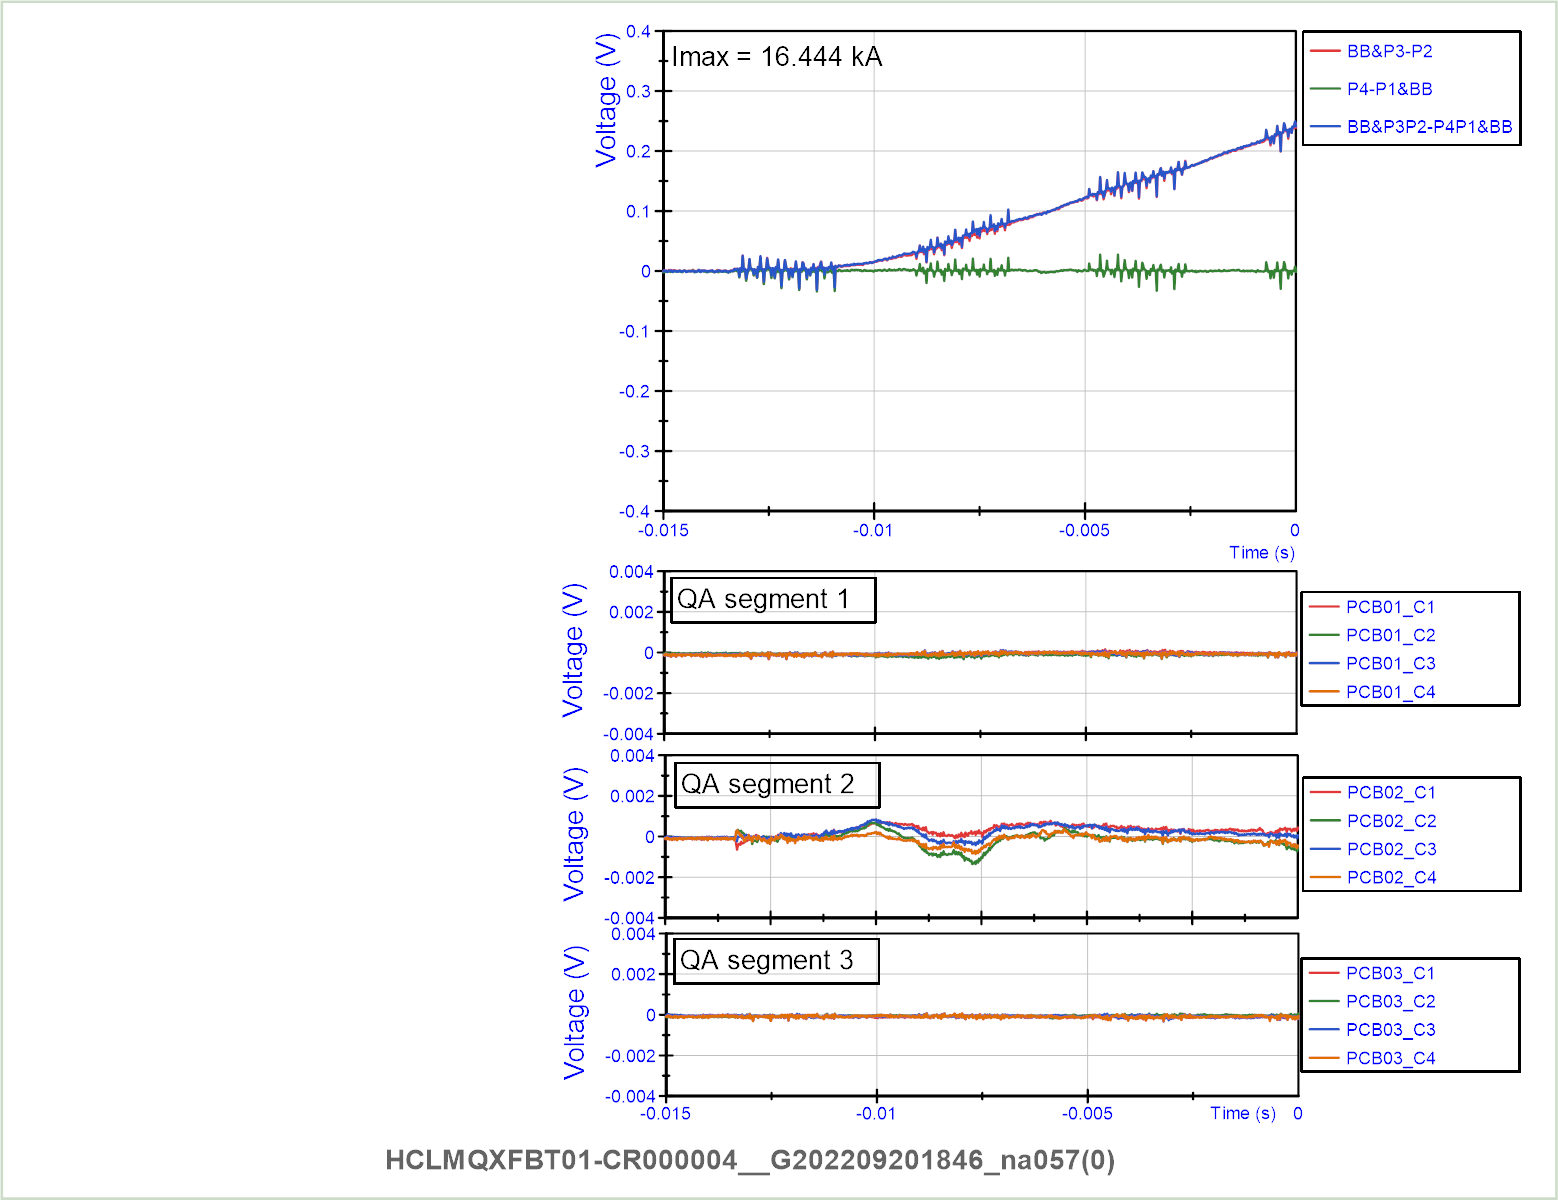 Voltage (V)
0.4
0.3
0.2
0.1
0
-0.1
-0.2
-0.3
-0.4
Imax = 16.444 kA
-0.015
-0.01
-0.005
0
Time (s)
BB&P3-P2
P4-P1&BB
BB&P3P2-P4P1&BB
Voltage (V)
0.004
0.002
0
-0.002
-0.004
QA segment 1
PCB01_C1
PCB01_C2
PCB01_C3
PCB01_C4
Voltage (V)
0.004
0.002
0
-0.002
-0.004
QA segment 2
PCB02_C1
PCB02_C2
PCB02_C3
PCB02_C4
Voltage (V)
0.004
0.002
0
-0.002
-0.004
QA segment 3
PCB03_C1
PCB03_C2
PCB03_C3
PCB03_C4
-0.015
-0.01
-0.005
Time (s)
0
HCLMQXFBT01-CR000004__G202209201846_na057(0)